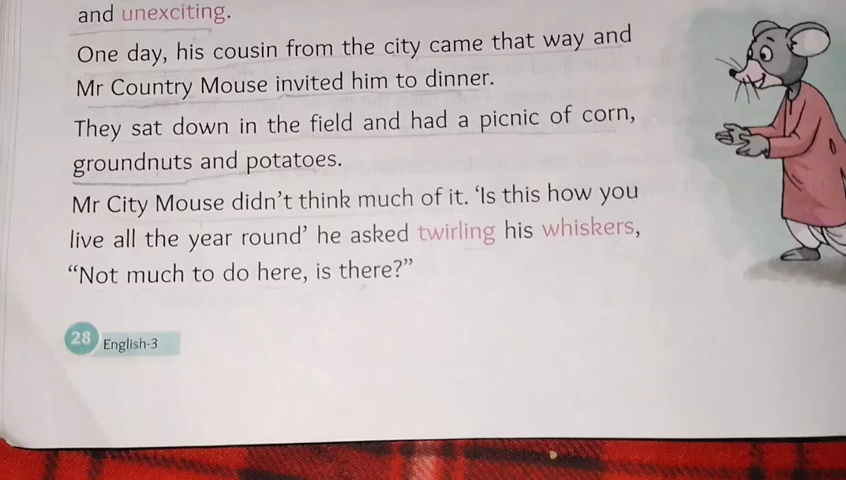 and unexciting.
One day, his cousin from the city came that way and
Mr Country Mouse invited him to dinner.
They sat down in the field and had a picnic of corn,
groundnuts and potatoes.
Mr City Mouse didn’t think much of it. ‘Is this how you
live all the year round’ he asked twirling his whiskers,
“Not much to do here, is there?”
28 English-3